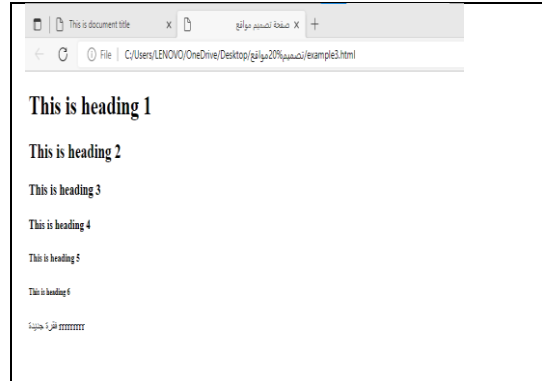 This is document title
صفحة تصميم مواقع
File | C:/Users/LENOVO/OneDrive/Desktop/تصميم%20مواقع/example3.html
This is heading 1
This is heading 2
This is heading 3
This is heading 4
This is heading 5
This is heading 6
فقرة جديدة rrrrrrrrr